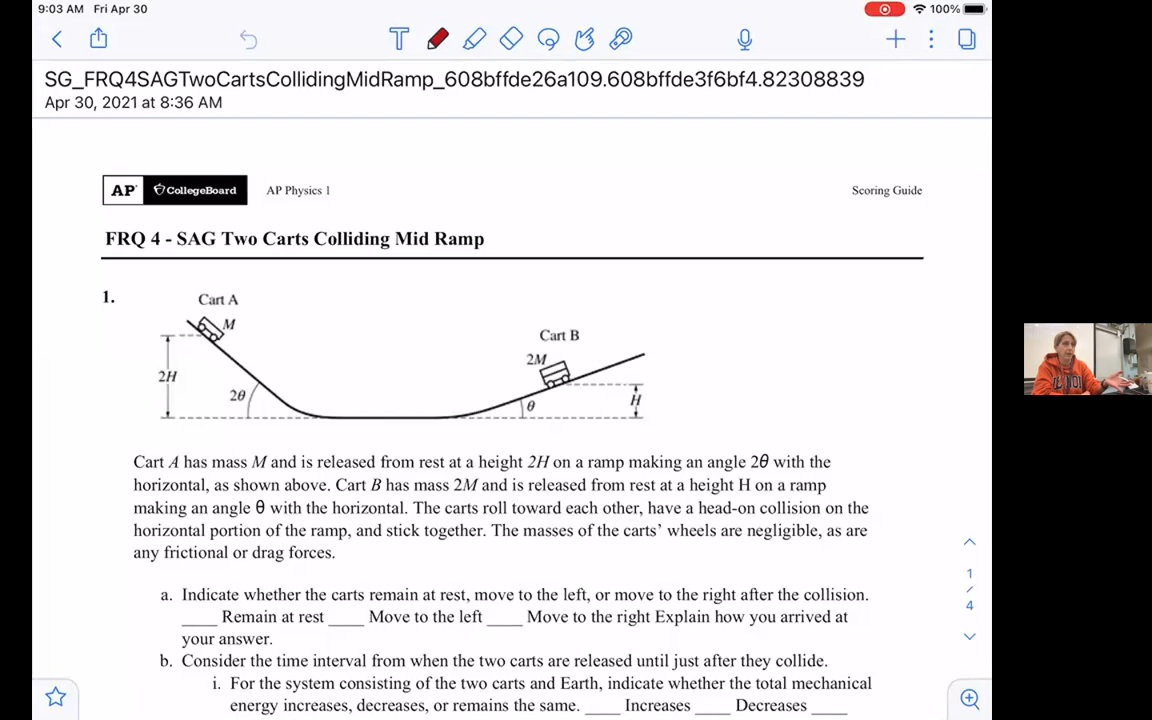 9:03 AM Fri Apr 30
100%
SG_FRQ4SAGTwoCartsCollidingMidRamp_608bffde26a109.608bffde3f6bf4.82308839
Apr 30, 2021 at 8:36 AM
AP CollegeBoard AP Physics 1 Scoring Guide
FRQ 4 - SAG Two Carts Colliding Mid Ramp
1.
Cart A
M
Cart B
2M
2H
2θ
θ
H
Cart A has mass M and is released from rest at a height 2H on a ramp making an angle 2θ with the
horizontal, as shown above. Cart B has mass 2M and is released from rest at a height H on a ramp
making an angle θ with the horizontal. The carts roll toward each other, have a head-on collision on the
horizontal portion of the ramp, and stick together. The masses of the carts’ wheels are negligible, as are
any frictional or drag forces.
a. Indicate whether the carts remain at rest, move to the left, or move to the right after the collision.
____ Remain at rest ____ Move to the left ____ Move to the right Explain how you arrived at
your answer.
b. Consider the time interval from when the two carts are released until just after they collide.
i. For the system consisting of the two carts and Earth, indicate whether the total mechanical
energy increases, decreases, or remains the same. ____ Increases ____ Decreases ____
1
/
4